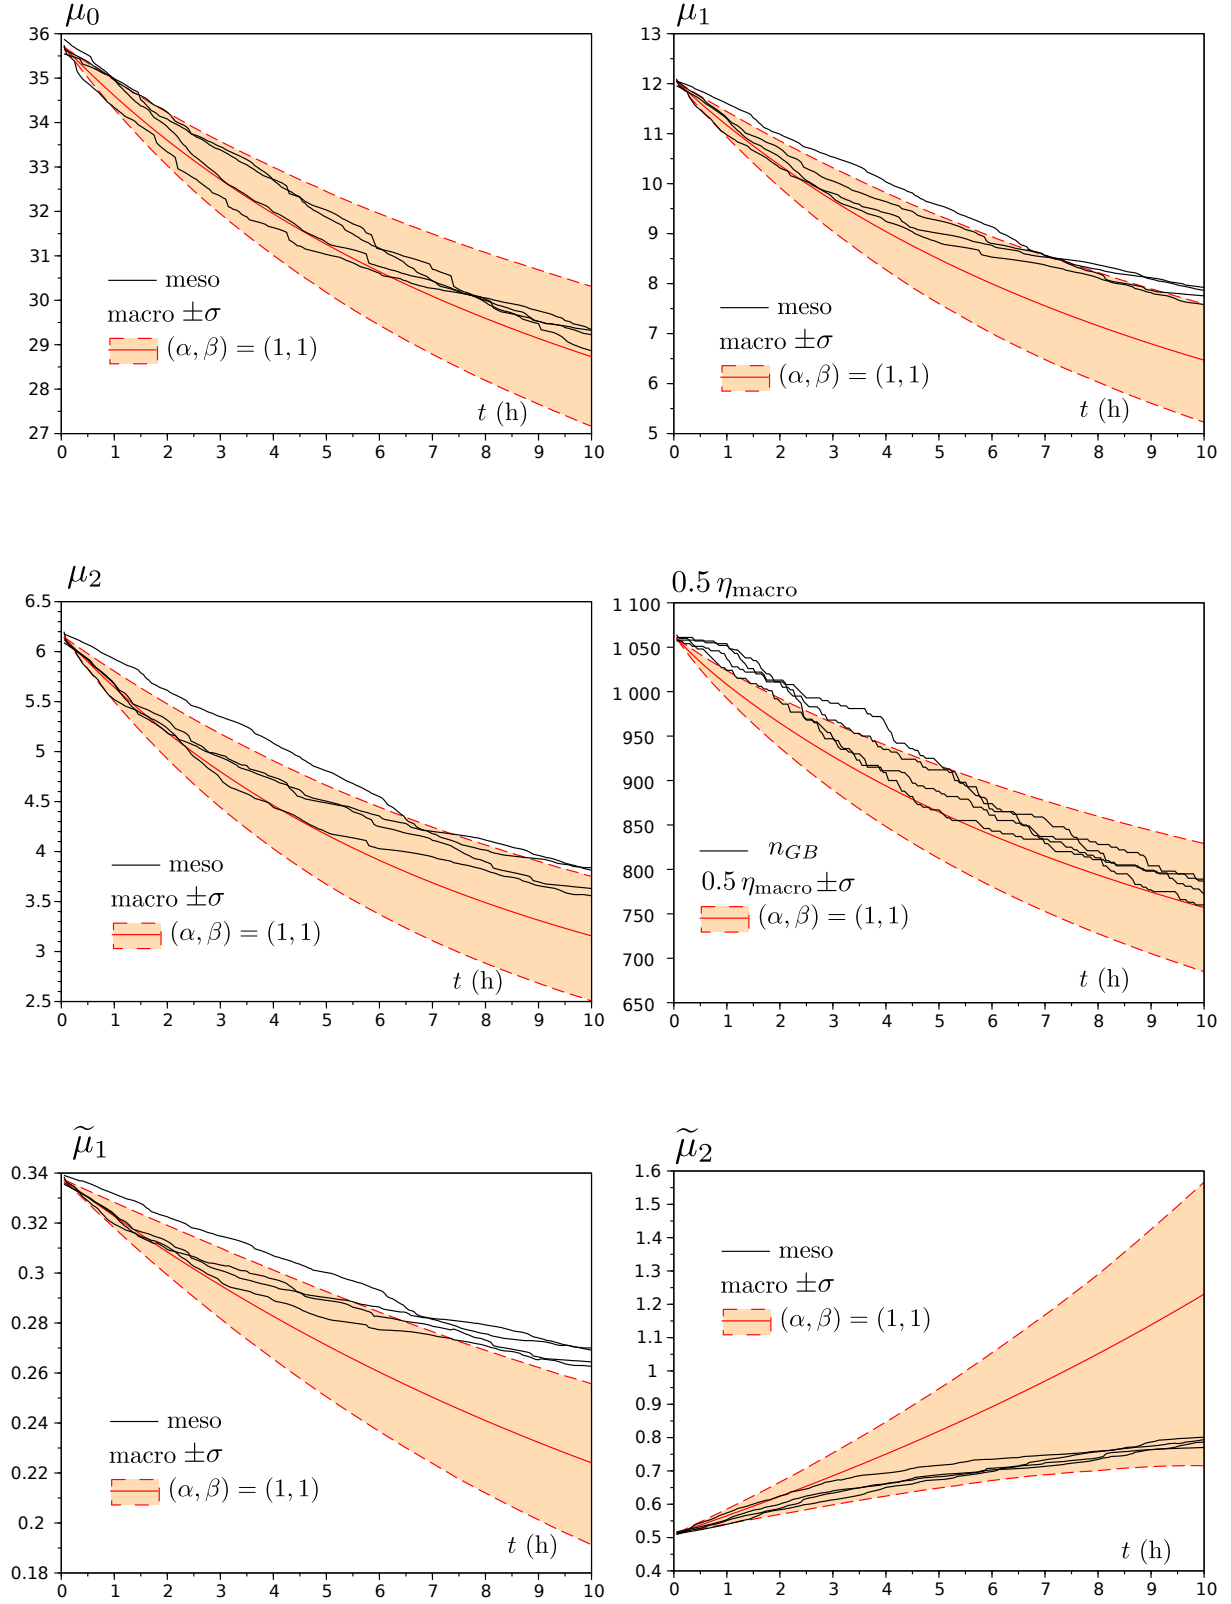 μ₀
36
35
34
33
32
31
30
29
28
27
0 1 2 3 4 5 6 7 8 9 10
meso
macro ±σ
(α, β) = (1, 1)
t (h)
μ₁
13
12
11
10
9
8
7
6
5
0 1 2 3 4 5 6 7 8 9 10
meso
macro ±σ
(α, β) = (1, 1)
t (h)
μ₂
6.5
6
5.5
5
4.5
4
3.5
3
2.5
0 1 2 3 4 5 6 7 8 9 10
meso
macro ±σ
(α, β) = (1, 1)
t (h)
0.5 η_macro
1 100
1 050
1 000
950
900
850
800
750
700
650
0 1 2 3 4 5 6 7 8 9 10
n_GB
0.5 η_macro ±σ
(α, β) = (1, 1)
t (h)
μ̃₁
0.34
0.32
0.3
0.28
0.26
0.24
0.22
0.2
0.18
0 1 2 3 4 5 6 7 8 9 10
meso
macro ±σ
(α, β) = (1, 1)
t (h)
μ̃₂
1.6
1.5
1.4
1.3
1.2
1.1
1
0.9
0.8
0.7
0.6
0.5
0.4
0 1 2 3 4 5 6 7 8 9 10
meso
macro ±σ
(α, β) = (1, 1)
t (h)